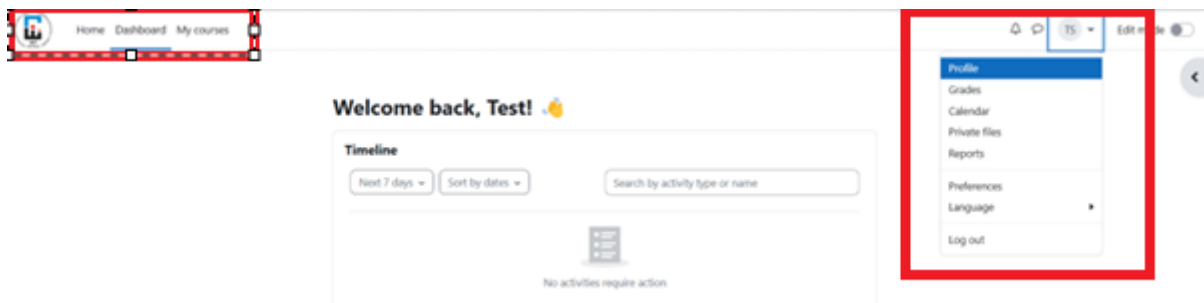 Home Dashboard My courses
TS
Edit mode
Profile
Grades
Calendar
Private files
Reports
Preferences
Language
Log out
Welcome back, Test!
Timeline
Next 7 days
Sort by dates
Search by activity type or name
No activities require action